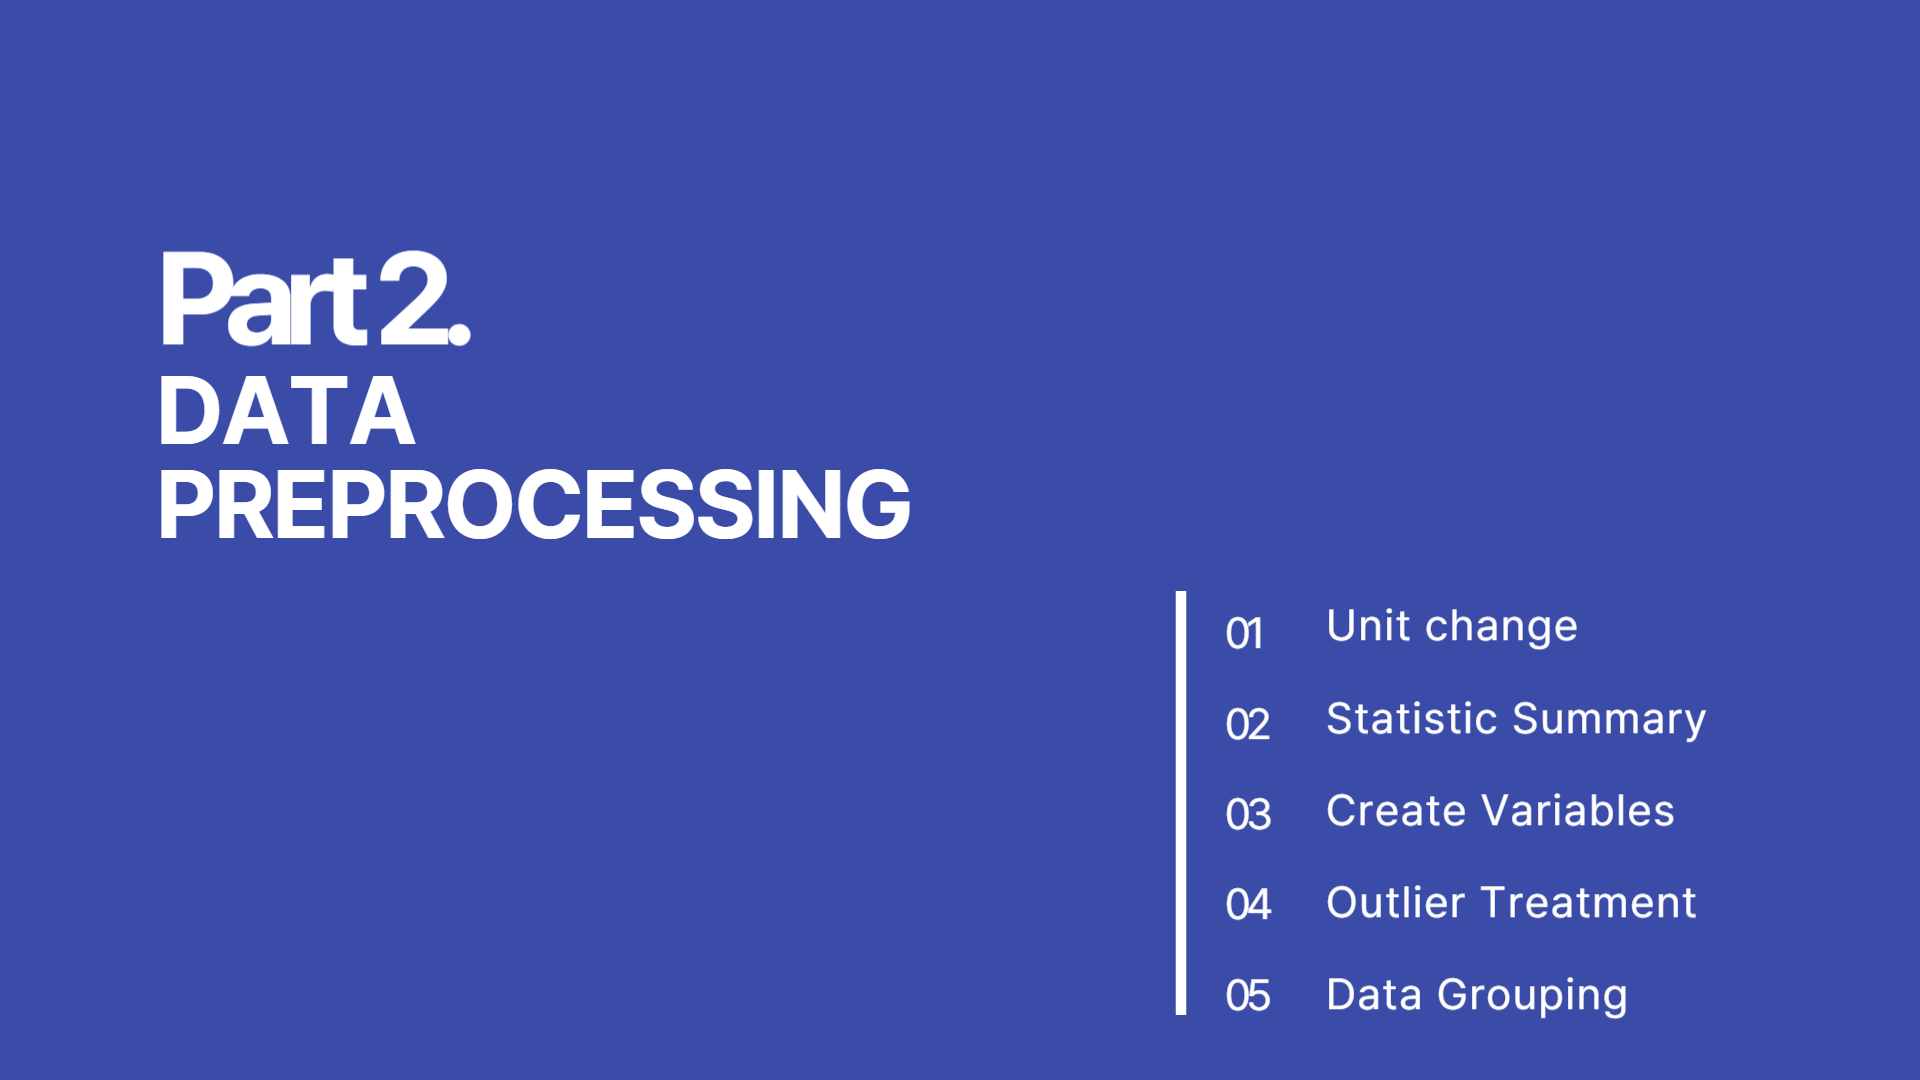 Part 2.
DATA
PREPROCESSING
01 Unit change
02 Statistic Summary
03 Create Variables
04 Outlier Treatment
05 Data Grouping